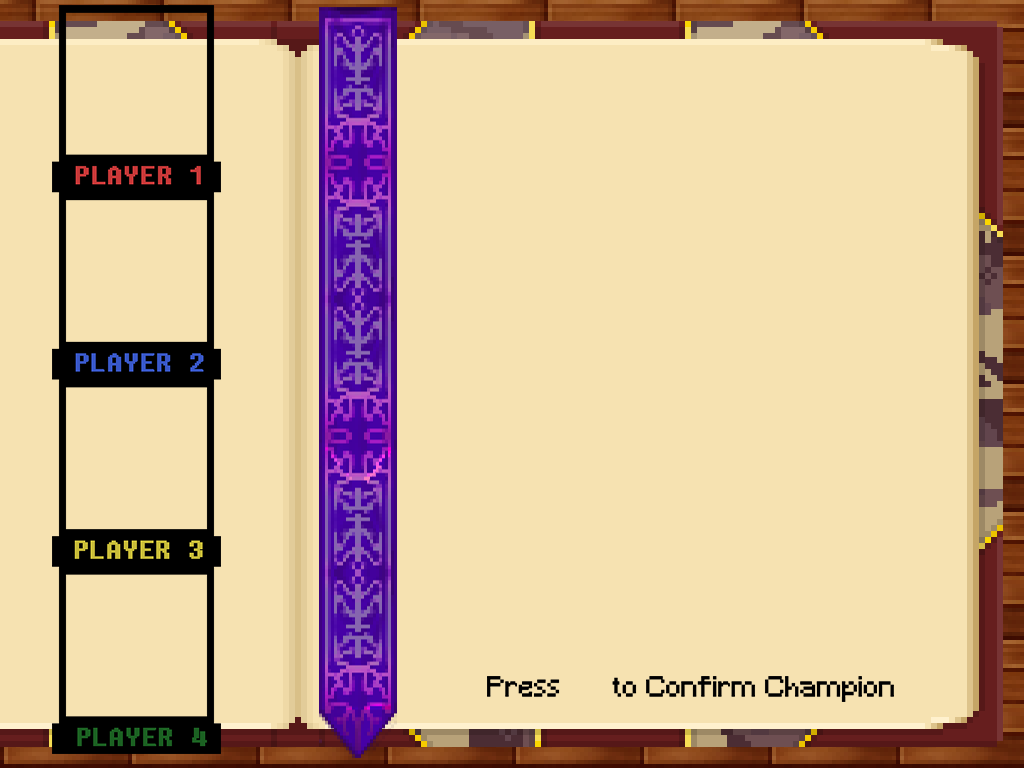 PLAYER 1
PLAYER 2
PLAYER 3
PLAYER 4
Press to Confirm Champion